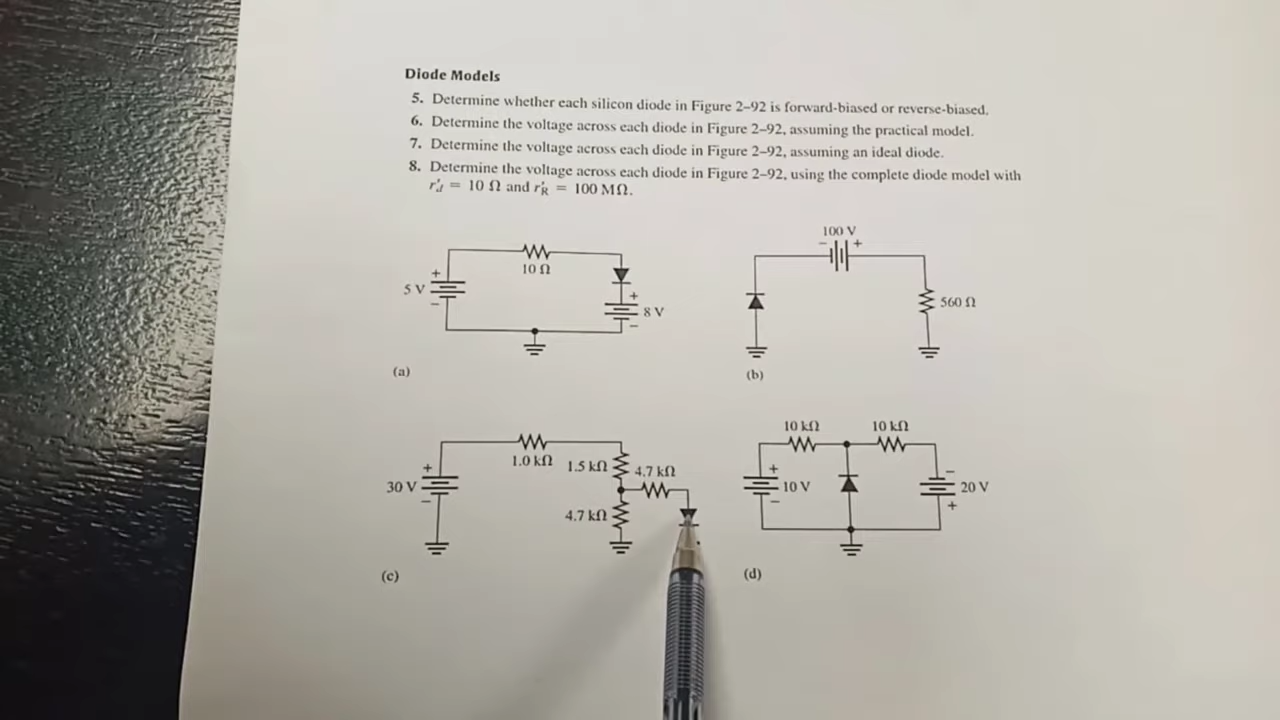 Diode Models
5. Determine whether each silicon diode in Figure 2–92 is forward-biased or reverse-biased.
6. Determine the voltage across each diode in Figure 2–92, assuming the practical model.
7. Determine the voltage across each diode in Figure 2–92, assuming an ideal diode.
8. Determine the voltage across each diode in Figure 2–92, using the complete diode model with
r'd = 10 Ω and r'R = 100 MΩ.
+ 5 V −
10 Ω
+ 8 V −
(a)
− 100 V +
560 Ω
(b)
+ 30 V −
1.0 kΩ
1.5 kΩ
4.7 kΩ
4.7 kΩ
(c)
10 kΩ
10 kΩ
+ 10 V −
− 20 V +
(d)